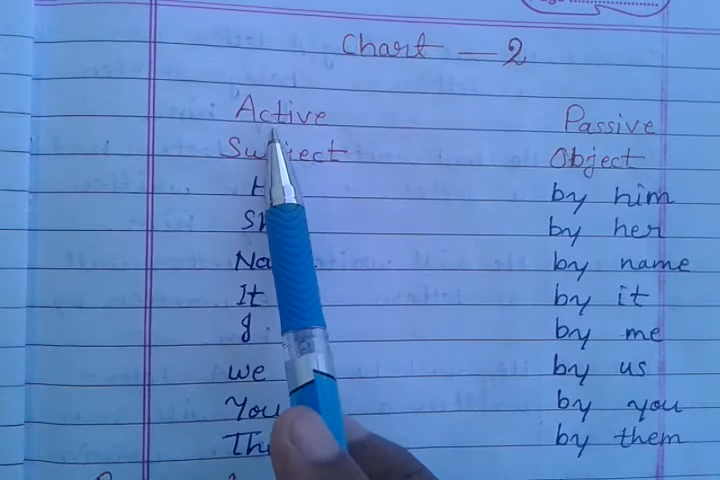 Chart — 2
Active Passive
Object
by him
by her
by name
It by it
I by me
we by us
You by you
by them